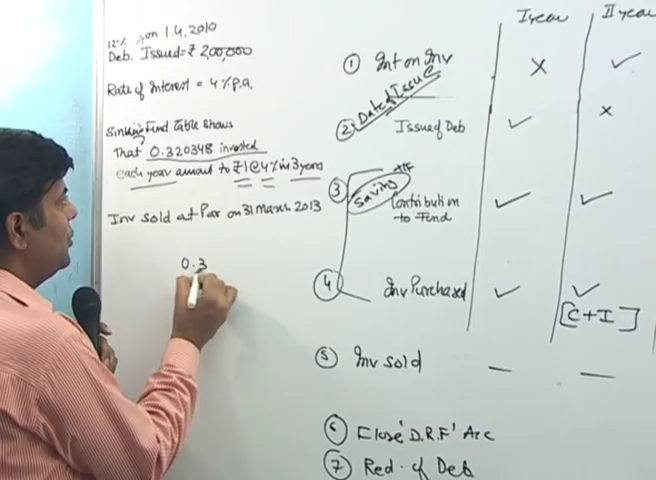 12% on 1.4.2010
Deb. Issued = ₹ 2,00,000
Rate of Interest = 4% P.a.
Sinking Fund Table Shows
That 0.320348 invested
each year amount to ₹1 @ 4% in 3 years
Inv sold at Par on 31 March 2013
0.3
I year II year
① Int on Inv × ✓
Date of Issue
② Issue of Deb ✓ ×
③ Saving Contribution ✓ ✓
to Fund
④ Inv Purchased ✓ ✓
[C+I]
⑤ Inv sold — —
⑥ Close 'D.R.F' A/c
⑦ Red. of Deb